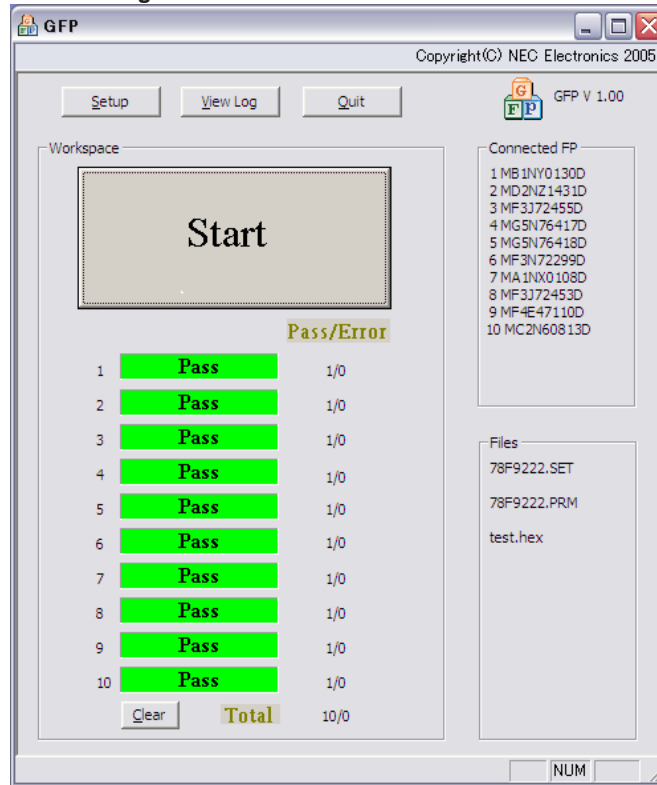 GFP
Copyright(C) NEC Electronics 2005
Setup
View Log
Quit
G
F P
GFP V 1.00
Workspace
Start
Pass/Error
1 Pass 1/0
2 Pass 1/0
3 Pass 1/0
4 Pass 1/0
5 Pass 1/0
6 Pass 1/0
7 Pass 1/0
8 Pass 1/0
9 Pass 1/0
10 Pass 1/0
Clear Total 10/0
Connected FP
1 MB1NY0130D
2 MD2NZ1431D
3 MF3J72455D
4 MG5N76417D
5 MG5N76418D
6 MF3N72299D
7 MA1NX0108D
8 MF3J72453D
9 MF4E47110D
10 MC2N60813D
Files
78F9222.SET
78F9222.PRM
test.hex
NUM